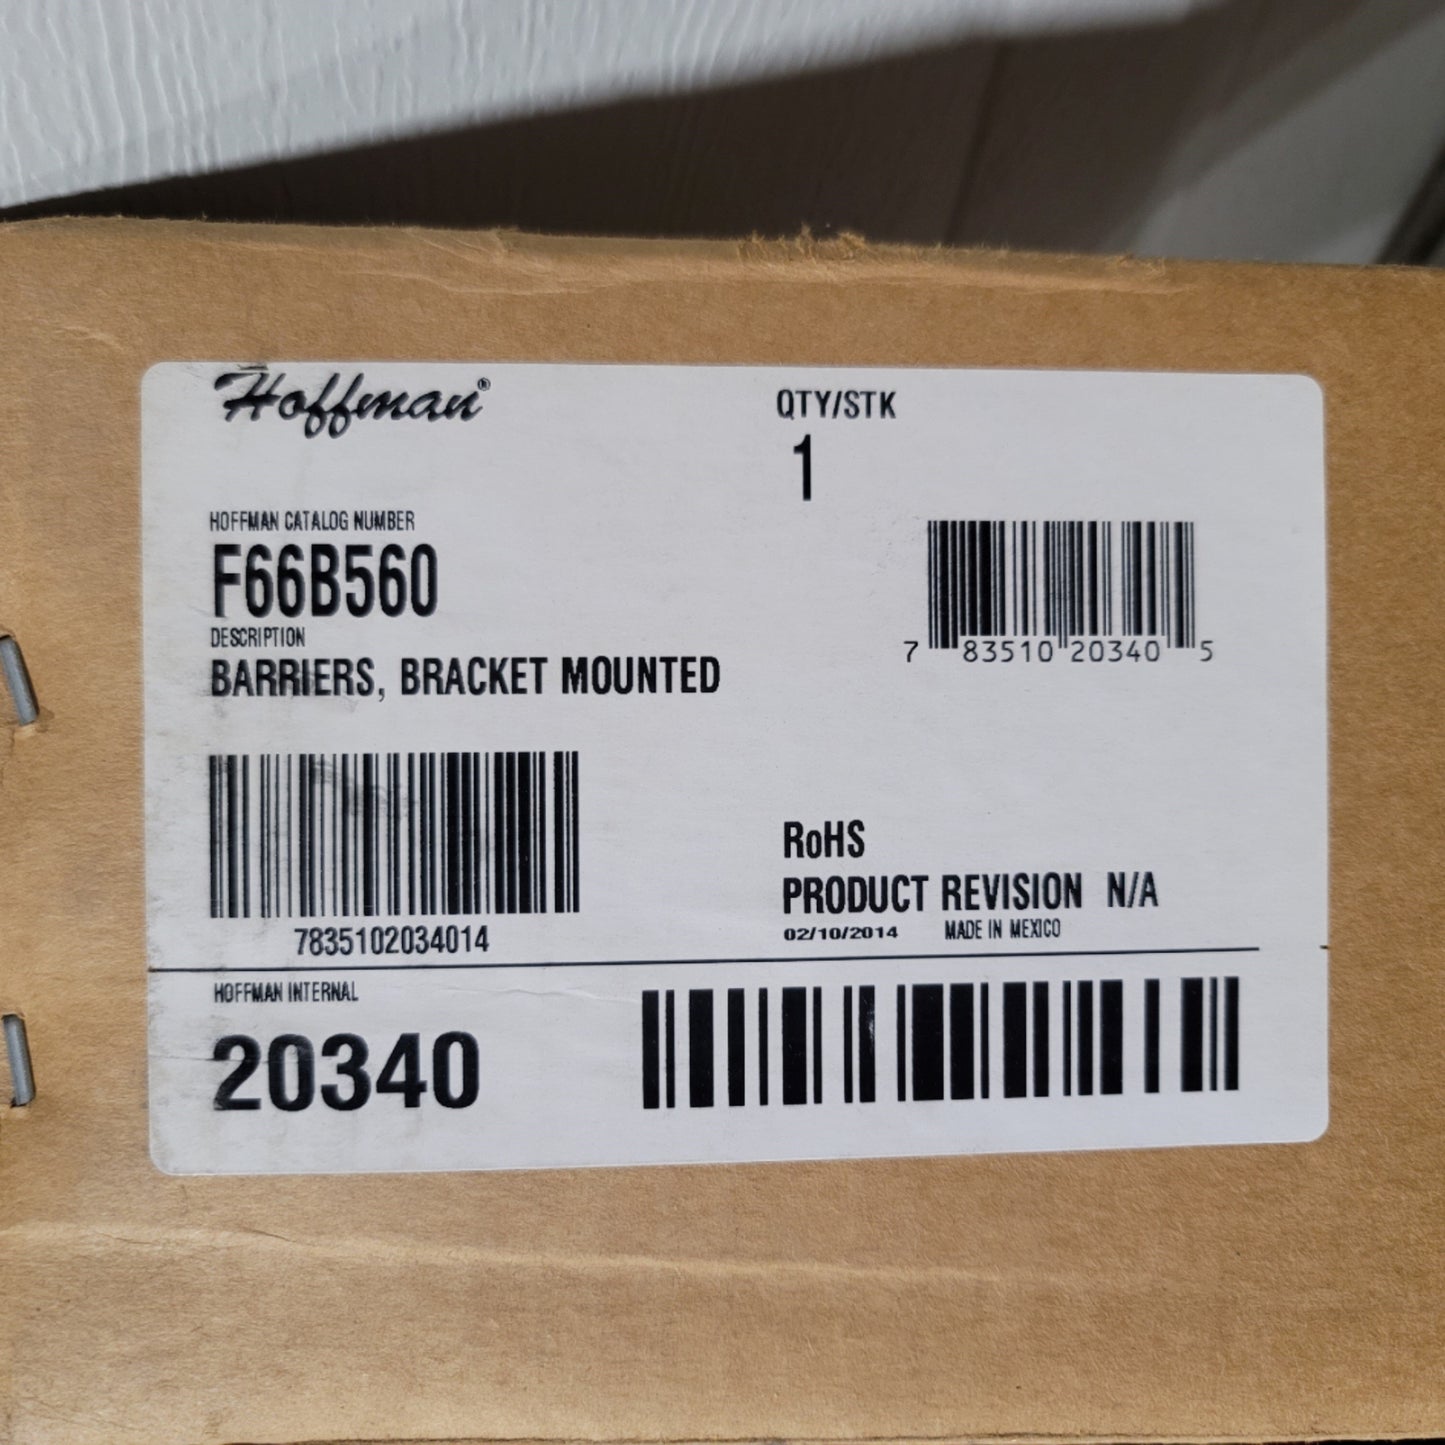 Hoffman®
QTY/STK
1
HOFFMAN CATALOG NUMBER
F66B560
DESCRIPTION
BARRIERS, BRACKET MOUNTED
7 83510 20340 5
7835102034014
RoHS
PRODUCT REVISION N/A
02/10/2014 MADE IN MEXICO
HOFFMAN INTERNAL
20340